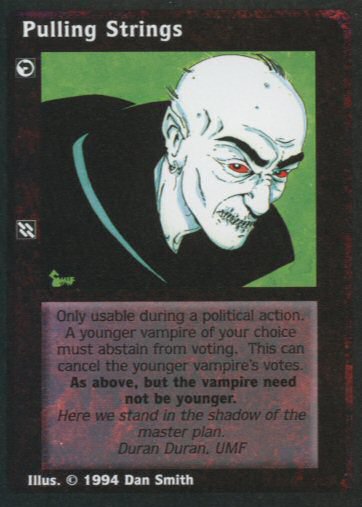 Pulling Strings
Only usable during a political action.
A younger vampire of your choice
must abstain from voting. This can
cancel the younger vampire's votes.
As above, but the vampire need
not be younger.
Here we stand in the shadow of the
master plan.
Duran Duran, UMF
Illus. © 1994 Dan Smith